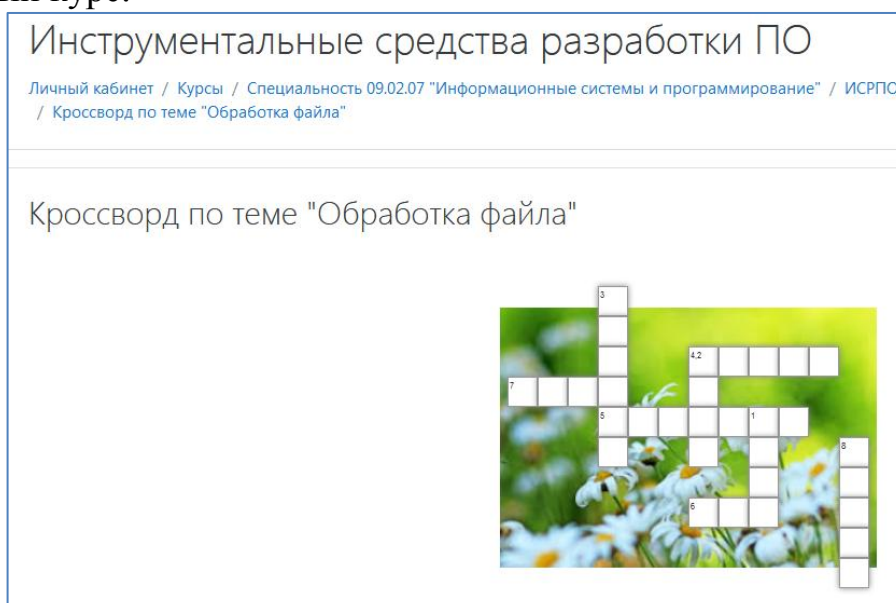 Инструментальные средства разработки ПО
Личный кабинет / Курсы / Специальность 09.02.07 "Информационные системы и программирование" / ИСРПО
/ Кроссворд по теме "Обработка файла"
Кроссворд по теме "Обработка файла"
3
4,2
7
5 1
8
6